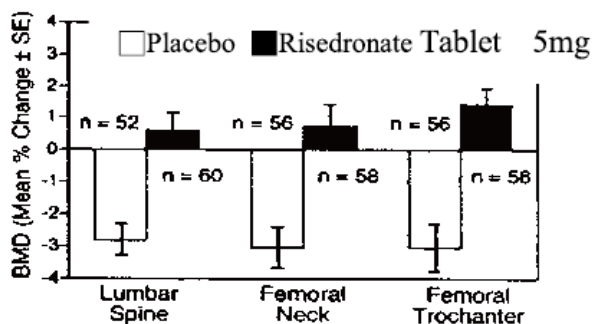 4
3
2
1
0
-1
-2
-3
-4
BMD (Mean % Change ± SE)
Placebo Risedronate Tablet 5mg
n = 52 n = 56 n = 56
n = 60 n = 58 n = 58
Lumbar Spine
Femoral Neck
Femoral Trochanter